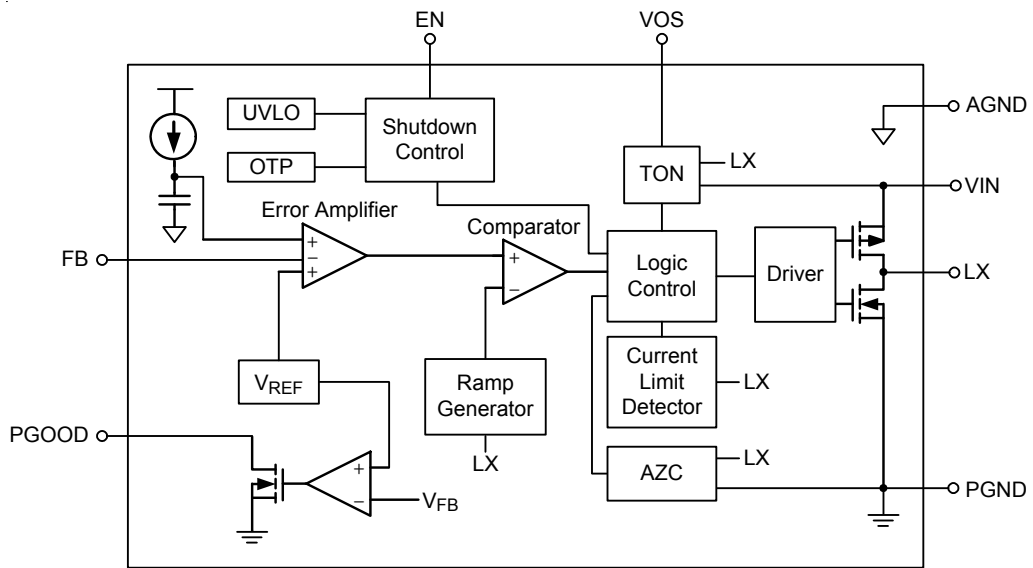 EN
VOS
UVLO
OTP
Shutdown
Control
AGND
TON
LX
VIN
Error Amplifier
Comparator
FB
+
−
+
+
−
Logic
Control
Driver
LX
VREF
Ramp
Generator
Current
Limit
Detector
LX
PGOOD
LX
AZC
LX
+
−
VFB
PGND